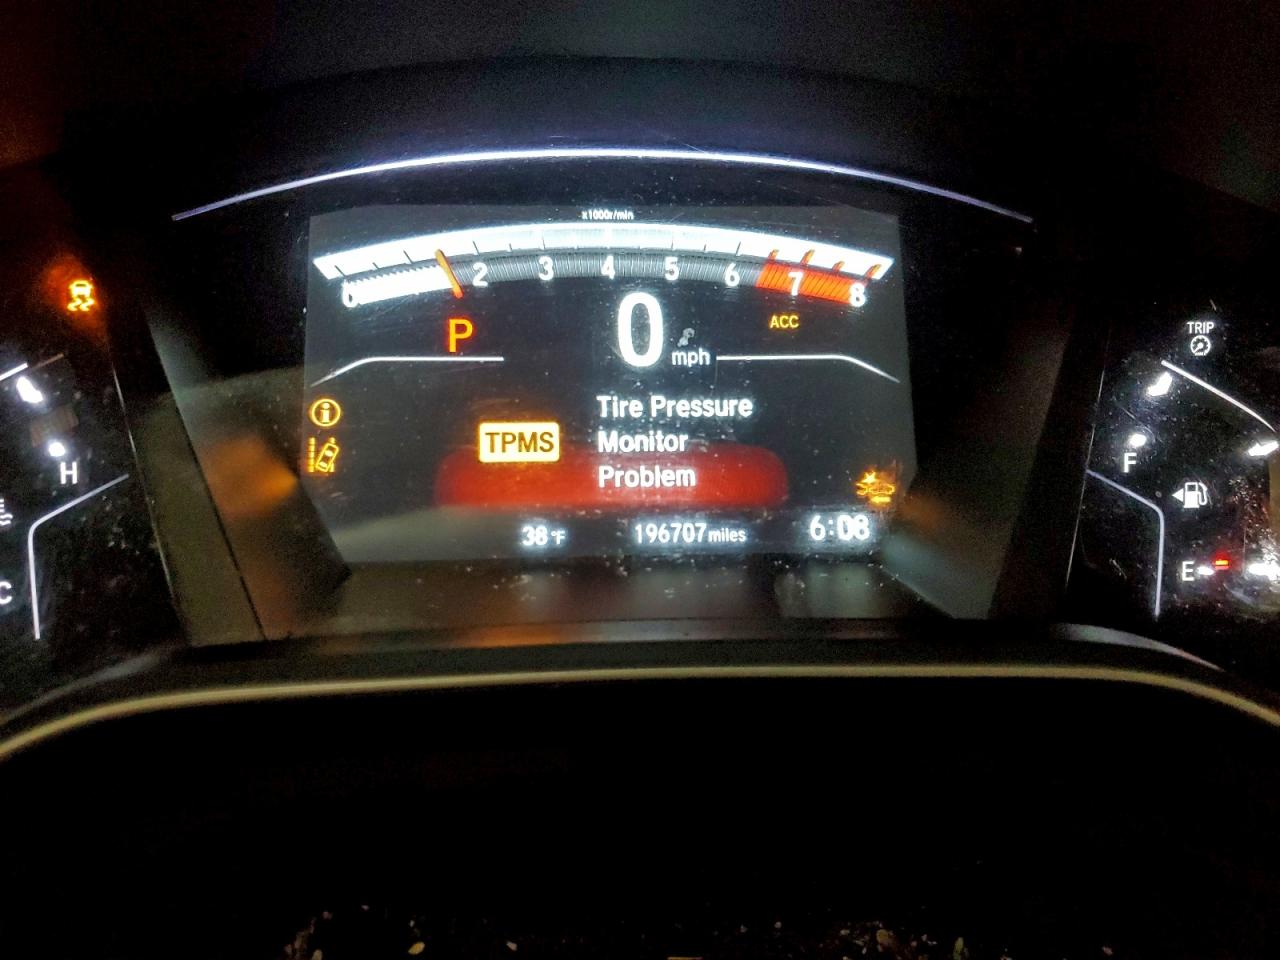 x1000r/min
0 2 3 4 5 6 7 8
P
0 mph
ACC
TRIP
Tire Pressure
TPMS
Monitor
Problem
H
F
38°F
196707 miles
6:08
C
E